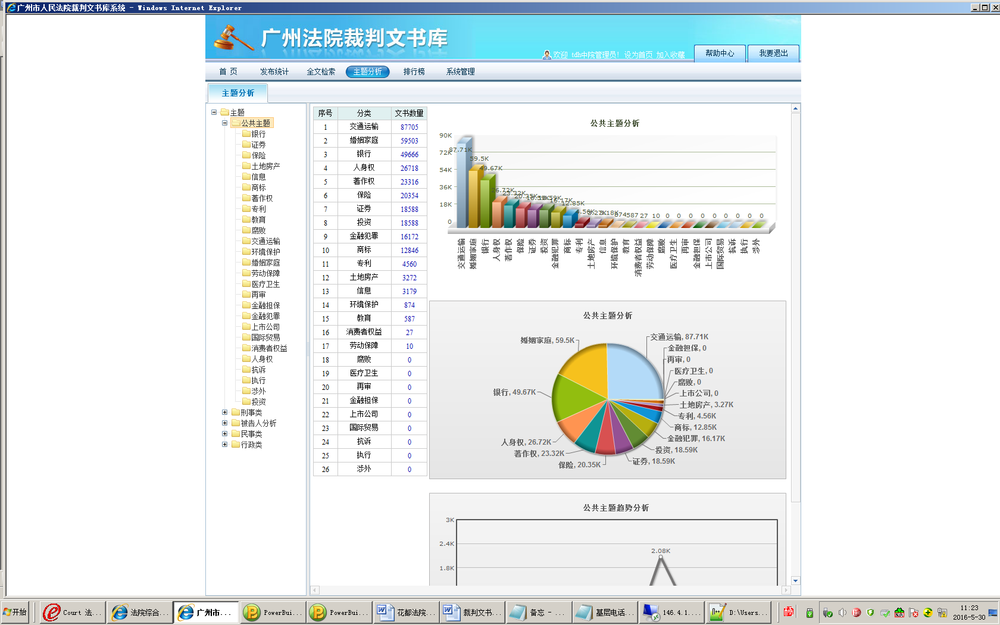 广州市人民法院裁判文书库系统 - Windows Internet Explorer
广州法院裁判文书库
欢迎 tdh中院管理员! 设为首页 加入收藏
帮助中心
我要退出
首 页
发布统计
全文检索
主题分析
排行榜
系统管理
主题分析
主题
公共主题
银行
证券
保险
土地房产
信息
商标
著作权
专利
教育
腐败
交通运输
环境保护
婚姻家庭
劳动保障
医疗卫生
再审
金融担保
金融犯罪
上市公司
国际贸易
消费者权益
人身权
抗诉
执行
涉外
投资
刑事类
被告人分析
民事类
行政类
序号 分类 文书数量
1 交通运输 87705
2 婚姻家庭 59503
3 银行 49666
4 人身权 26718
5 著作权 23316
6 保险 20354
7 证券 18588
8 投资 18588
9 金融犯罪 16172
10 商标 12846
11 专利 4560
12 土地房产 3272
13 信息 3179
14 环境保护 874
15 教育 587
16 消费者权益 27
17 劳动保障 10
18 腐败 0
19 医疗卫生 0
20 再审 0
21 金融担保 0
22 上市公司 0
23 国际贸易 0
24 抗诉 0
25 执行 0
26 涉外 0
公共主题分析
90K
72K
54K
36K
18K
0
87.71K
59.5K
49.67K
26.72K
23.32K
20.35K
18.59K
18.59K
16.17K
12.85K
4.56K
3.27K
3.18K
874
587
27
10
0
0
0
0
0
0
0
0
0
交通运输
婚姻家庭
银行
人身权
著作权
保险
证券
投资
金融犯罪
商标
专利
土地房产
信息
环境保护
教育
消费者权益
劳动保障
腐败
医疗卫生
再审
金融担保
上市公司
国际贸易
抗诉
执行
涉外
公共主题分析
婚姻家庭, 59.5K
银行, 49.67K
人身权, 26.72K
著作权, 23.32K
保险, 20.35K
交通运输, 87.71K
金融担保, 0
再审, 0
医疗卫生, 0
腐败, 0
上市公司, 0
土地房产, 3.27K
专利, 4.56K
商标, 12.85K
金融犯罪, 16.17K
投资, 18.59K
证券, 18.59K
公共主题趋势分析
3K
2.4K
1.8K
2.08K
开始
Court 法...
法院综合...
广州市...
PowerBui...
PowerBui...
花都法院...
裁判文书...
备忘 - ...
基层电话...
146.4.1....
D:\Users...
11:23
2016-5-30